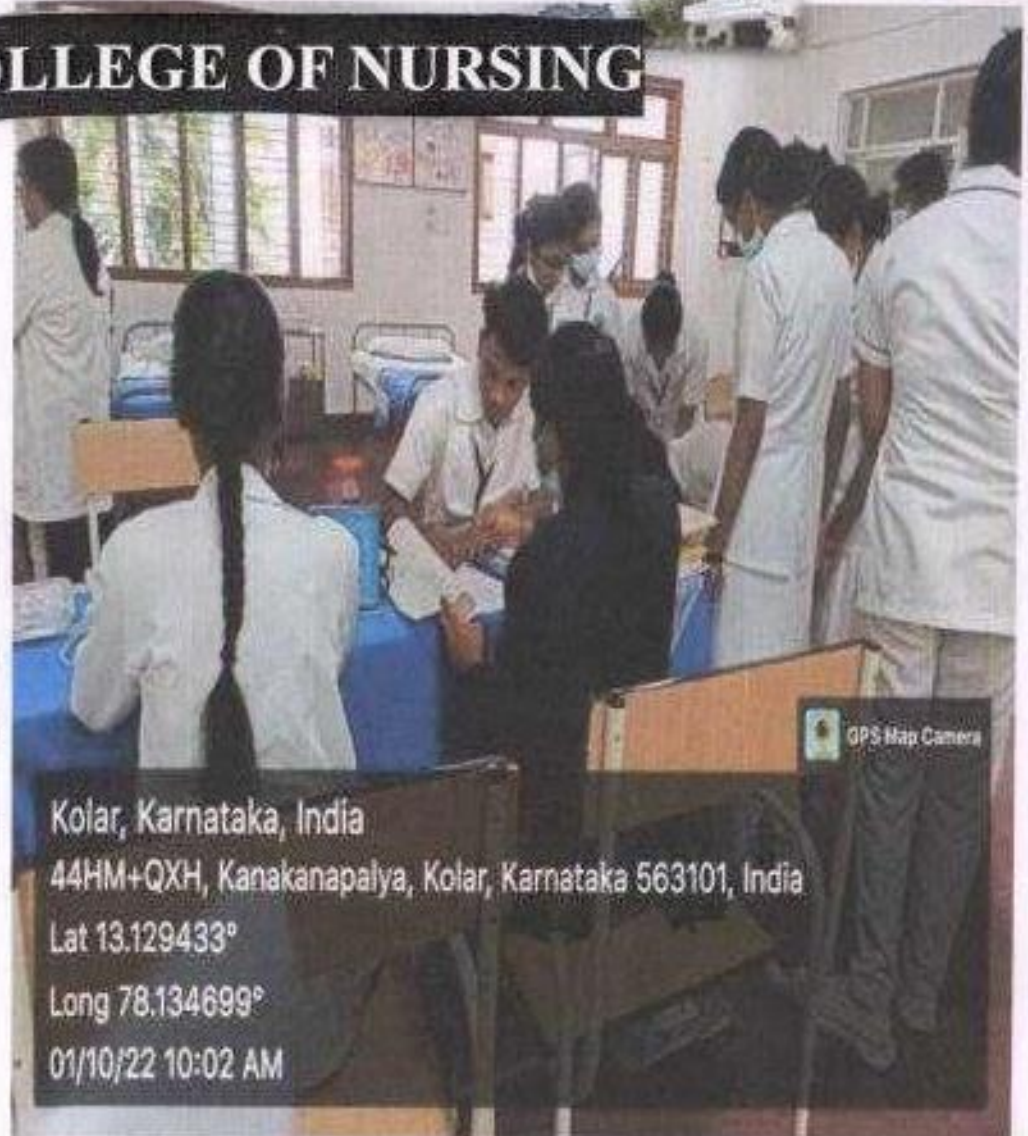 OLLEGE OF NURSING
GPS Map Camera
Kolar, Karnataka, India
44HM+QXH, Kanakanapalya, Kolar, Karnataka 563101, India
Lat 13.129433°
Long 78.134699°
01/10/22 10:02 AM